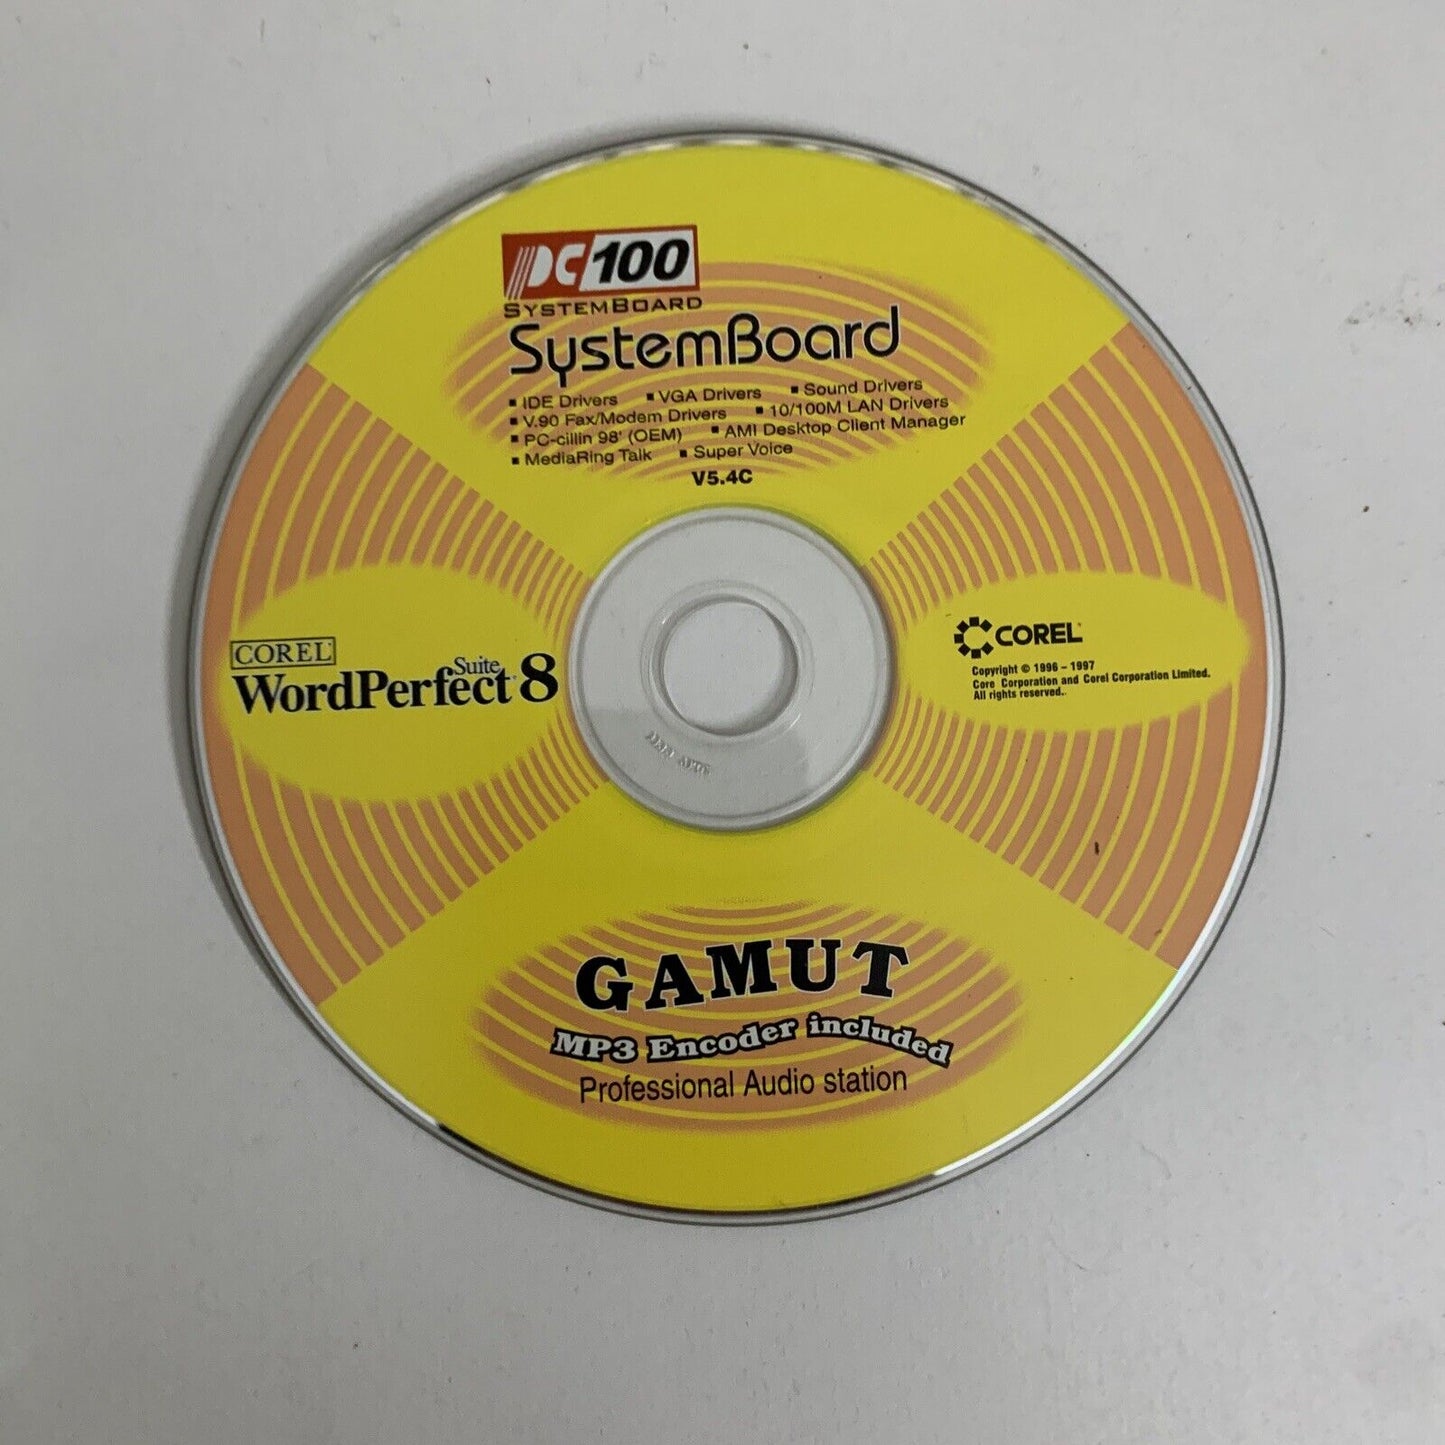 PC100
SYSTEMBOARD
SystemBoard
▪ IDE Drivers ▪ VGA Drivers ▪ Sound Drivers
▪ V.90 Fax/Modem Drivers ▪ 10/100M LAN Drivers
▪ PC-cillin 98' (OEM) ▪ AMI Desktop Client Manager
▪ MediaRing Talk ▪ Super Voice
V5.4C
COREL
WordPerfect Suite 8
COREL
Copyright © 1996 – 1997
Core Corporation and Corel Corporation Limited.
All rights reserved.
GAMUT
MP3 Encoder included
Professional Audio station